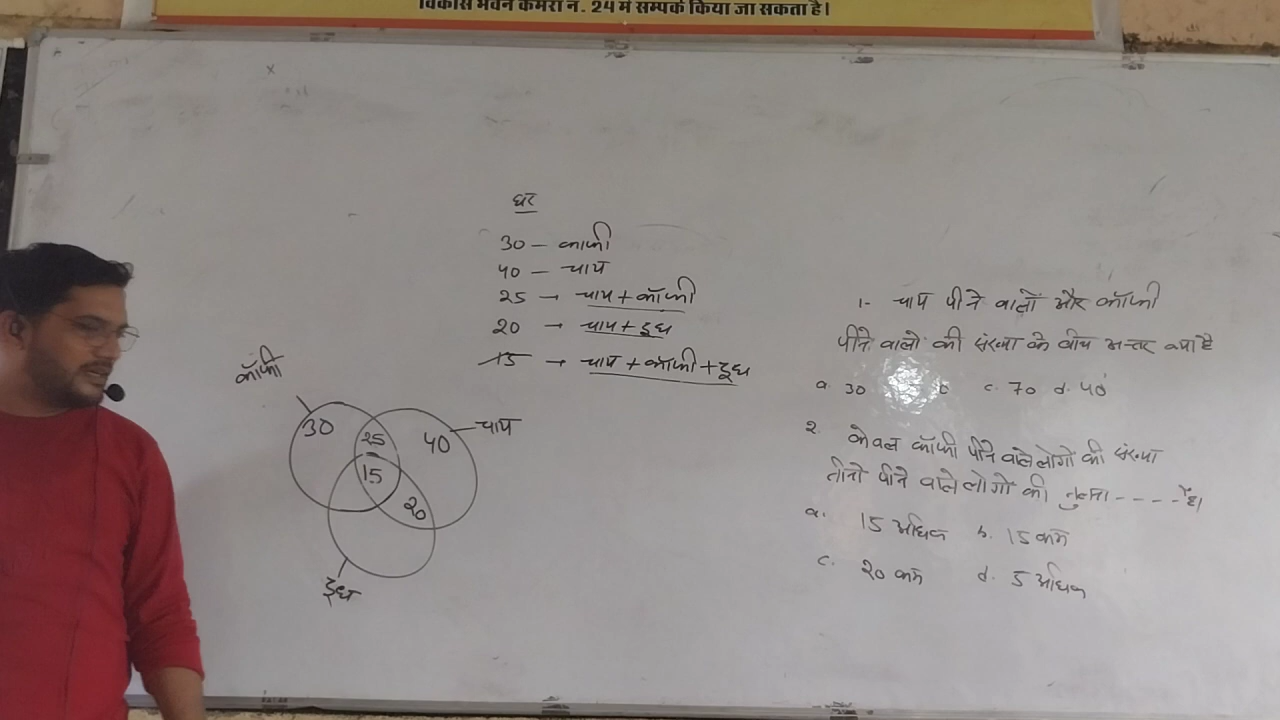 विकास भवन कमरा नं. 24 में सम्पर्क किया जा सकता है।
घर
30 – काफी
40 – चाय
25 → चाय + कॉफी
20 → चाय + दुध
15 → चाय + कॉफी + दूध
कॉफी
30
25
40
चाय
15
20
दूध
1- चाय पीने वालों और कॉफी
पीने वालो की संख्या के बीच अन्तर क्या है
a. 30 b c. 70 d. 40
2. केवल कॉफी पीने वाले लोगों की संख्या
तीनो पीने वाले लोगों की तुलना - - - - है।
a. 15 अधिक b. 15 कम
c. 20 कम d. 5 अधिक